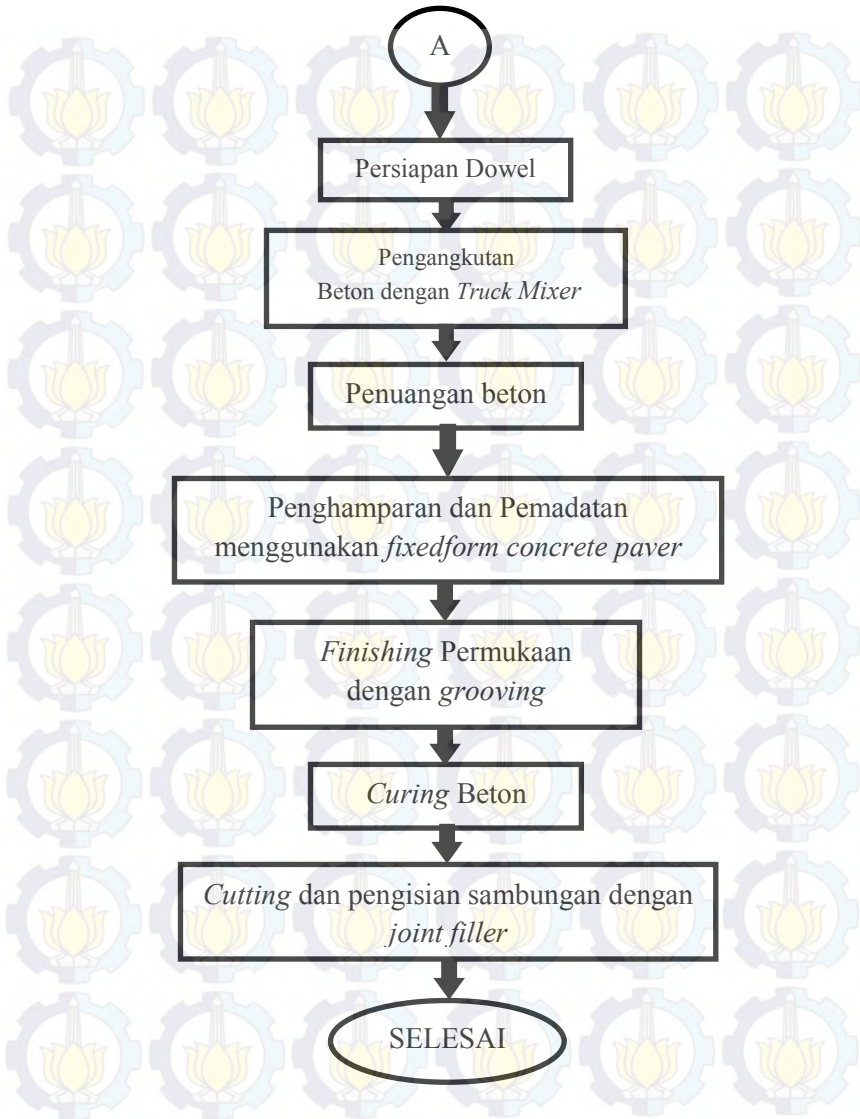 A
Persiapan Dowel
Pengangkutan
Beton dengan Truck Mixer
Penuangan beton
Penghamparan dan Pemadatan
menggunakan fixedform concrete paver
Finishing Permukaan
dengan grooving
Curing Beton
Cutting dan pengisian sambungan dengan
joint filler
SELESAI